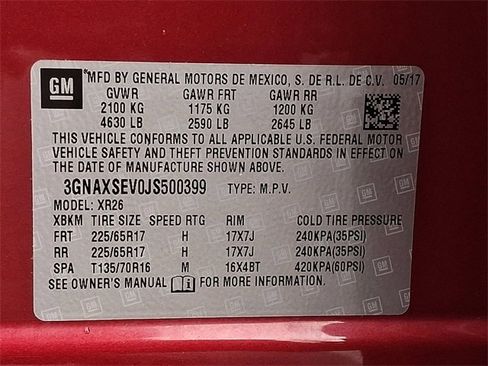 GM *MFD BY GENERAL MOTORS DE MEXICO, S. DE R.L. DE C.V. 05/17
GVWR GAWR FRT GAWR RR
2100 KG 1175 KG 1200 KG
4630 LB 2590 LB 2645 LB
THIS VEHICLE CONFORMS TO ALL APPLICABLE U.S. FEDERAL MOTOR
VEHICLE SAFETY AND THEFT PREVENTION STANDARDS IN EFFECT ON
THE DATE OF MANUFACTURE SHOWN ABOVE.
3GNAXSEV0JS500399 TYPE: M.P.V.
MODEL: XR26
XBKM TIRE SIZE SPEED RTG RIM COLD TIRE PRESSURE
FRT 225/65R17 H 17X7J 240KPA(35PSI)
RR 225/65R17 H 17X7J 240KPA(35PSI)
SPA T135/70R16 M 16X4BT 420KPA(60PSI)
SEE OWNER'S MANUAL FOR MORE INFORMATION.